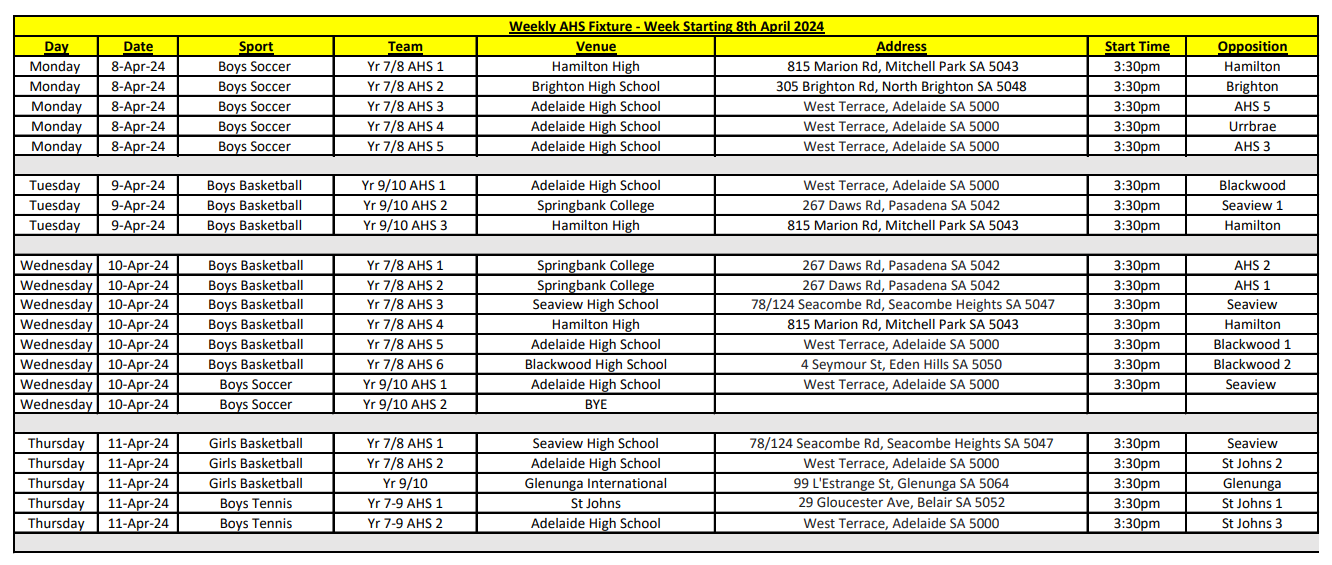 Weekly AHS Fixture - Week Starting 8th April 2024
Day Date Sport Team Venue Address Start Time Opposition
Monday 8-Apr-24 Boys Soccer Yr 7/8 AHS 1 Hamilton High 815 Marion Rd, Mitchell Park SA 5043 3:30pm Hamilton
Monday 8-Apr-24 Boys Soccer Yr 7/8 AHS 2 Brighton High School 305 Brighton Rd, North Brighton SA 5048 3:30pm Brighton
Monday 8-Apr-24 Boys Soccer Yr 7/8 AHS 3 Adelaide High School West Terrace, Adelaide SA 5000 3:30pm AHS 5
Monday 8-Apr-24 Boys Soccer Yr 7/8 AHS 4 Adelaide High School West Terrace, Adelaide SA 5000 3:30pm Urrbrae
Monday 8-Apr-24 Boys Soccer Yr 7/8 AHS 5 Adelaide High School West Terrace, Adelaide SA 5000 3:30pm AHS 3
Tuesday 9-Apr-24 Boys Basketball Yr 9/10 AHS 1 Adelaide High School West Terrace, Adelaide SA 5000 3:30pm Blackwood
Tuesday 9-Apr-24 Boys Basketball Yr 9/10 AHS 2 Springbank College 267 Daws Rd, Pasadena SA 5042 3:30pm Seaview 1
Tuesday 9-Apr-24 Boys Basketball Yr 9/10 AHS 3 Hamilton High 815 Marion Rd, Mitchell Park SA 5043 3:30pm Hamilton
Wednesday 10-Apr-24 Boys Basketball Yr 7/8 AHS 1 Springbank College 267 Daws Rd, Pasadena SA 5042 3:30pm AHS 2
Wednesday 10-Apr-24 Boys Basketball Yr 7/8 AHS 2 Springbank College 267 Daws Rd, Pasadena SA 5042 3:30pm AHS 1
Wednesday 10-Apr-24 Boys Basketball Yr 7/8 AHS 3 Seaview High School 78/124 Seacombe Rd, Seacombe Heights SA 5047 3:30pm Seaview
Wednesday 10-Apr-24 Boys Basketball Yr 7/8 AHS 4 Hamilton High 815 Marion Rd, Mitchell Park SA 5043 3:30pm Hamilton
Wednesday 10-Apr-24 Boys Basketball Yr 7/8 AHS 5 Adelaide High School West Terrace, Adelaide SA 5000 3:30pm Blackwood 1
Wednesday 10-Apr-24 Boys Basketball Yr 7/8 AHS 6 Blackwood High School 4 Seymour St, Eden Hills SA 5050 3:30pm Blackwood 2
Wednesday 10-Apr-24 Boys Soccer Yr 9/10 AHS 1 Adelaide High School West Terrace, Adelaide SA 5000 3:30pm Seaview
Wednesday 10-Apr-24 Boys Soccer Yr 9/10 AHS 2 BYE
Thursday 11-Apr-24 Girls Basketball Yr 7/8 AHS 1 Seaview High School 78/124 Seacombe Rd, Seacombe Heights SA 5047 3:30pm Seaview
Thursday 11-Apr-24 Girls Basketball Yr 7/8 AHS 2 Adelaide High School West Terrace, Adelaide SA 5000 3:30pm St Johns 2
Thursday 11-Apr-24 Girls Basketball Yr 9/10 Glenunga International 99 L'Estrange St, Glenunga SA 5064 3:30pm Glenunga
Thursday 11-Apr-24 Boys Tennis Yr 7-9 AHS 1 St Johns 29 Gloucester Ave, Belair SA 5052 3:30pm St Johns 1
Thursday 11-Apr-24 Boys Tennis Yr 7-9 AHS 2 Adelaide High School West Terrace, Adelaide SA 5000 3:30pm St Johns 3